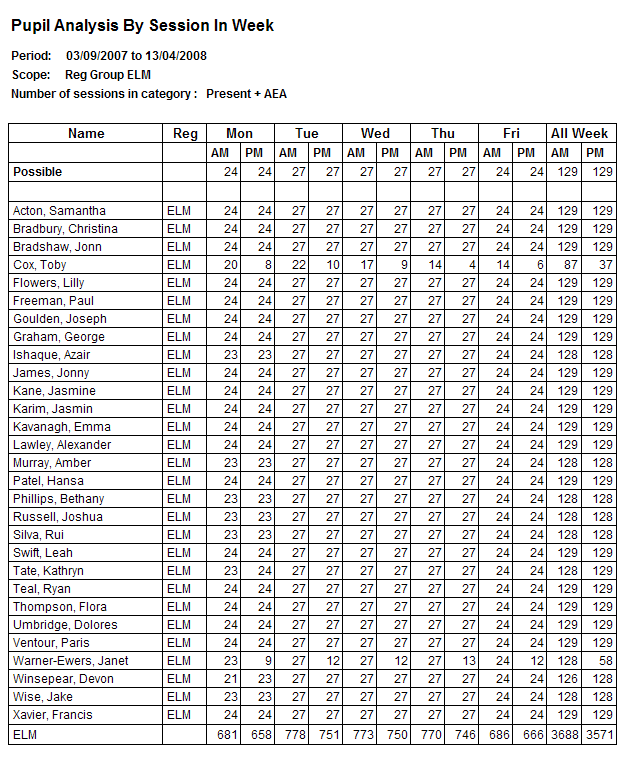 Pupil Analysis By Session In Week
Period: 03/09/2007 to 13/04/2008
Scope: Reg Group ELM
Number of sessions in category : Present + AEA
Name Reg Mon Tue Wed Thu Fri All Week
AM PM AM PM AM PM AM PM AM PM AM PM
Possible 24 24 27 27 27 27 27 27 24 24 129 129
Acton, Samantha ELM 24 24 27 27 27 27 27 27 24 24 129 129
Bradbury, Christina ELM 24 24 27 27 27 27 27 27 24 24 129 129
Bradshaw, Jonn ELM 24 24 27 27 27 27 27 27 24 24 129 129
Cox, Toby ELM 20 8 22 10 17 9 14 4 14 6 87 37
Flowers, Lilly ELM 24 24 27 27 27 27 27 27 24 24 129 129
Freeman, Paul ELM 24 24 27 27 27 27 27 27 24 24 129 129
Goulden, Joseph ELM 24 24 27 27 27 27 27 27 24 24 129 129
Graham, George ELM 24 24 27 27 27 27 27 27 24 24 129 129
Ishaque, Azair ELM 23 23 27 27 27 27 27 27 24 24 128 128
James, Jonny ELM 24 24 27 27 27 27 27 27 24 24 129 129
Kane, Jasmine ELM 24 24 27 27 27 27 27 27 24 24 129 129
Karim, Jasmin ELM 24 24 27 27 27 27 27 27 24 24 129 129
Kavanagh, Emma ELM 24 24 27 27 27 27 27 27 24 24 129 129
Lawley, Alexander ELM 24 24 27 27 27 27 27 27 24 24 129 129
Murray, Amber ELM 23 23 27 27 27 27 27 27 24 24 128 128
Patel, Hansa ELM 24 24 27 27 27 27 27 27 24 24 129 129
Phillips, Bethany ELM 23 23 27 27 27 27 27 27 24 24 128 128
Russell, Joshua ELM 23 23 27 27 27 27 27 27 24 24 128 128
Silva, Rui ELM 23 23 27 27 27 27 27 27 24 24 128 128
Swift, Leah ELM 24 24 27 27 27 27 27 27 24 24 129 129
Tate, Kathryn ELM 23 24 27 27 27 27 27 27 24 24 128 129
Teal, Ryan ELM 24 24 27 27 27 27 27 27 24 24 129 129
Thompson, Flora ELM 24 24 27 27 27 27 27 27 24 24 129 129
Umbridge, Dolores ELM 24 24 27 27 27 27 27 27 24 24 129 129
Ventour, Paris ELM 24 24 27 27 27 27 27 27 24 24 129 129
Warner-Ewers, Janet ELM 23 9 27 12 27 12 27 13 24 12 128 58
Winsepear, Devon ELM 21 23 27 27 27 27 27 27 24 24 126 128
Wise, Jake ELM 23 23 27 27 27 27 27 27 24 24 128 128
Xavier, Francis ELM 24 24 27 27 27 27 27 27 24 24 129 129
ELM 681 658 778 751 773 750 770 746 686 666 3688 3571